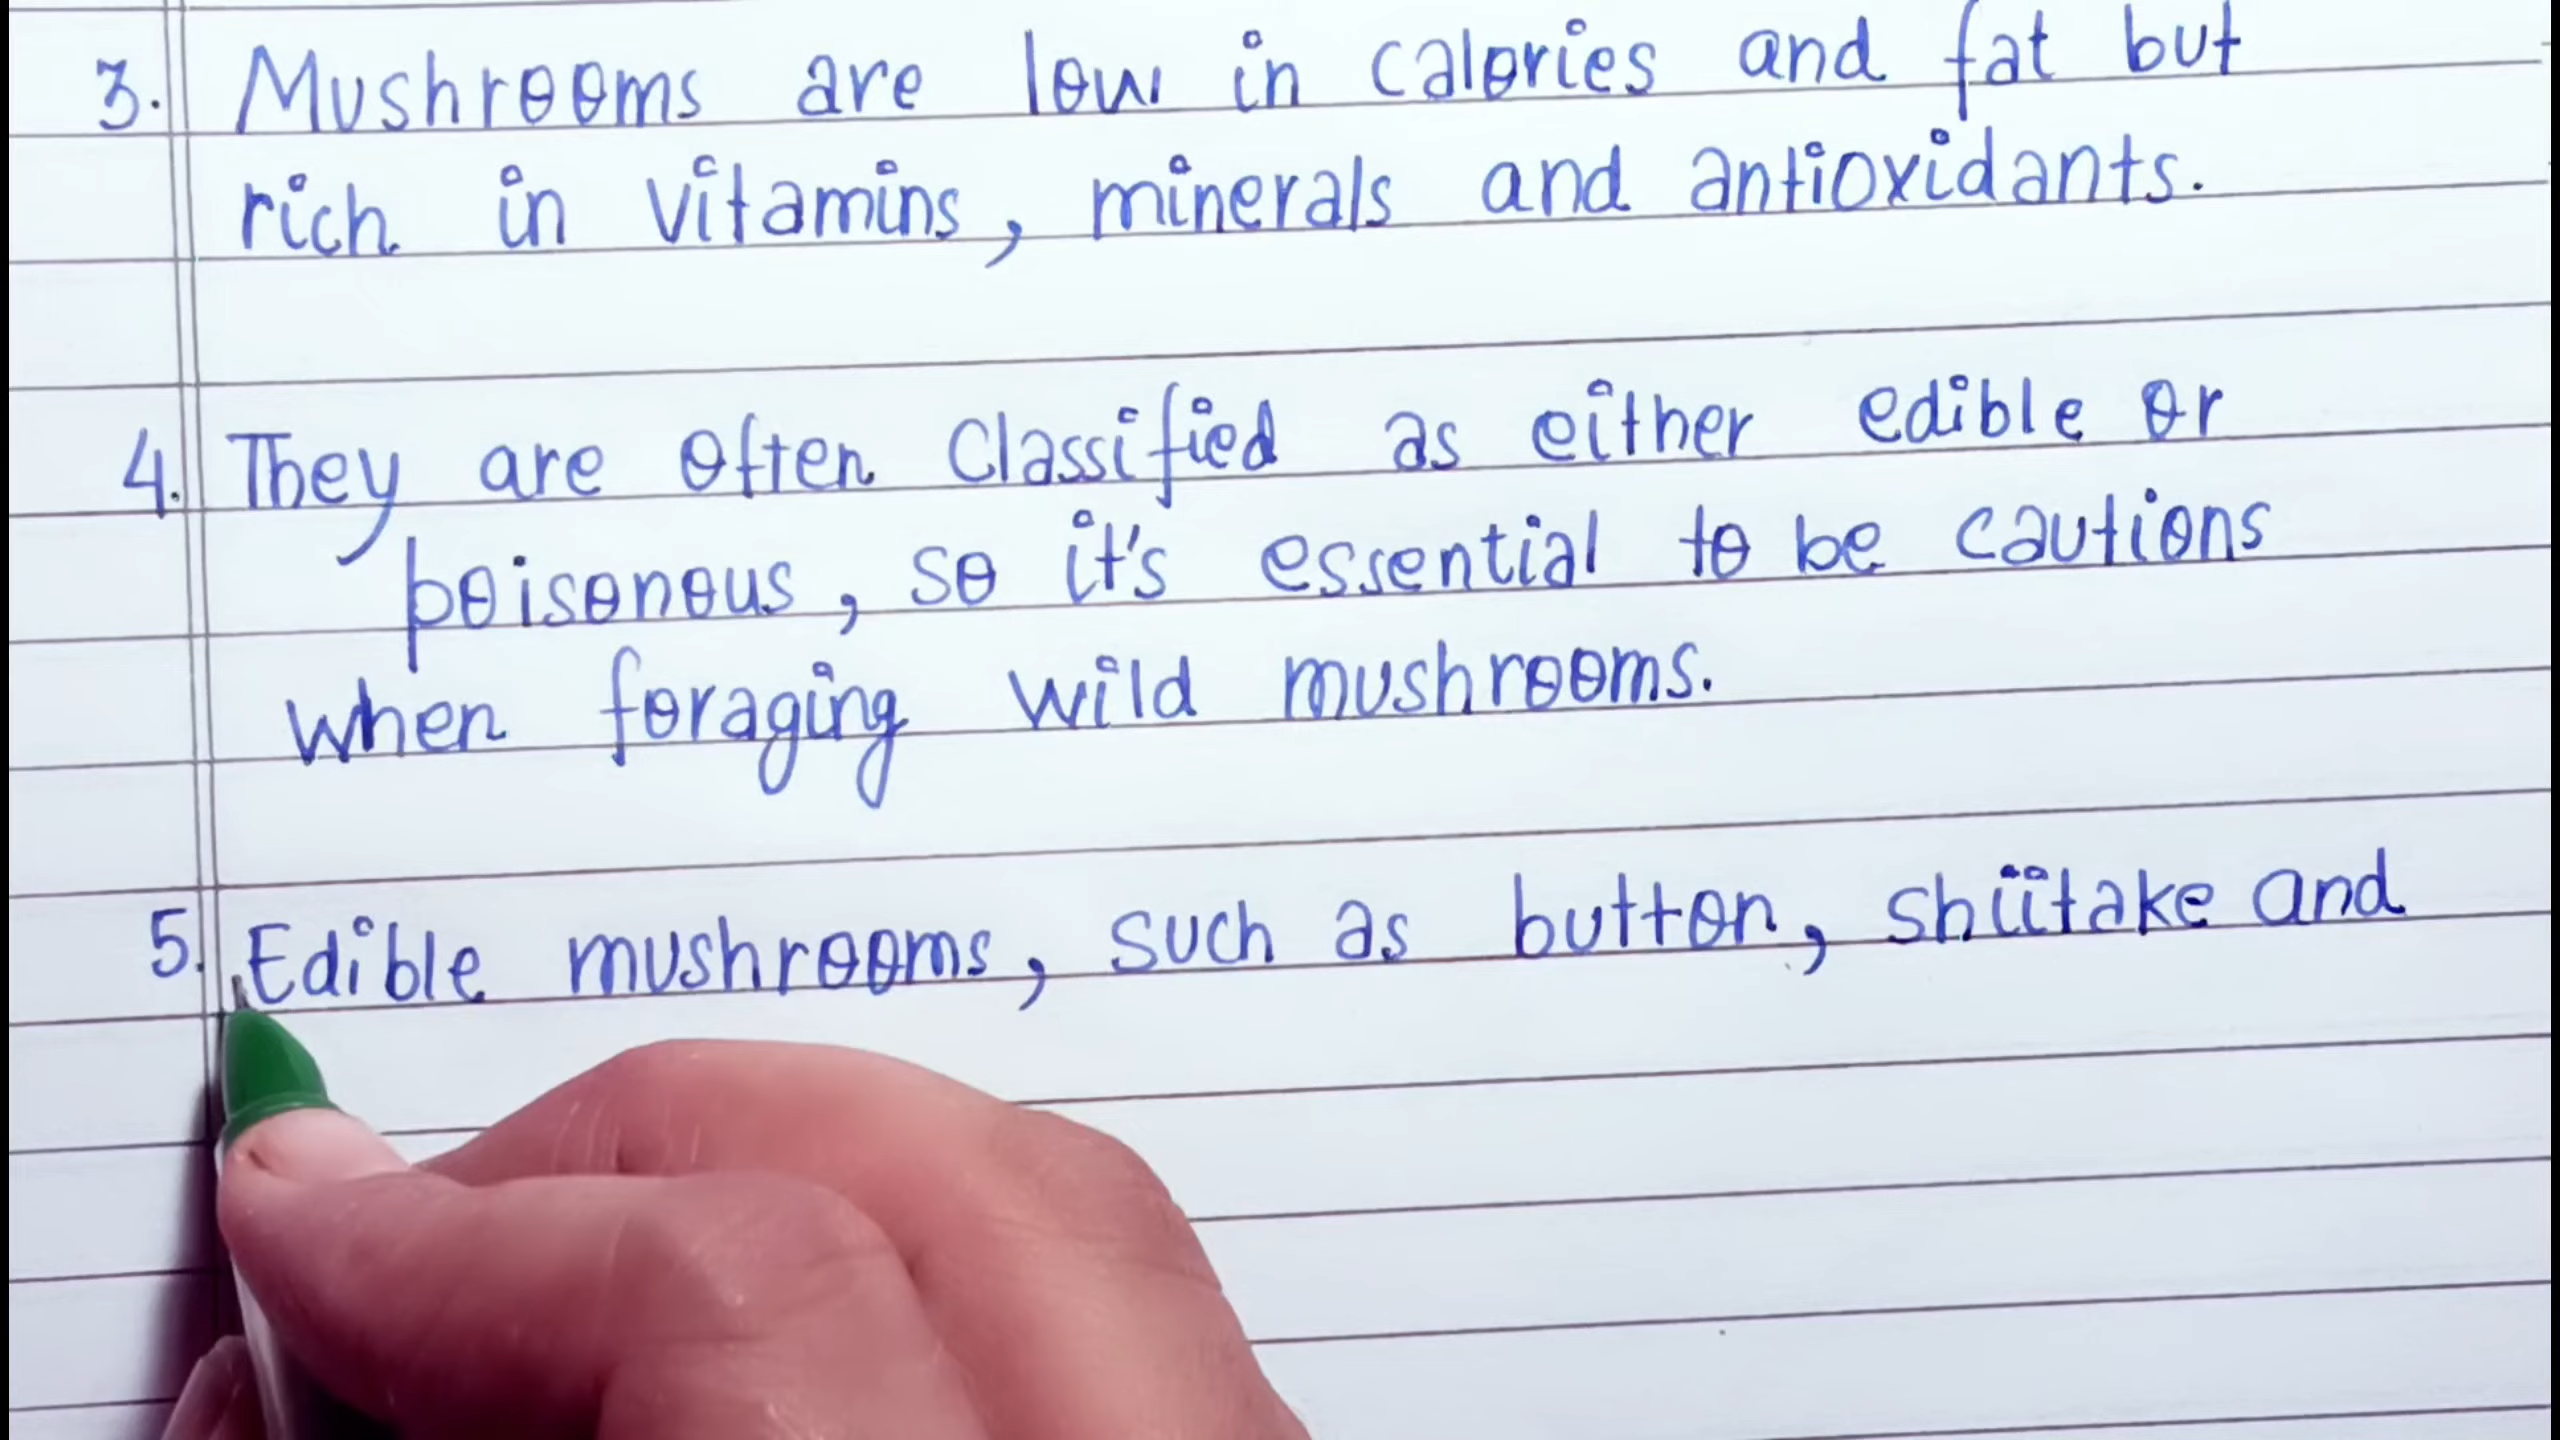 3. Mushrooms are low in calories and fat but
rich in vitamins, minerals and antioxidants.
4. They are often classified as either edible or
poisonous, so it's essential to be cautions
when foraging wild mushrooms.
5. Edible mushrooms, such as button, shiitake and